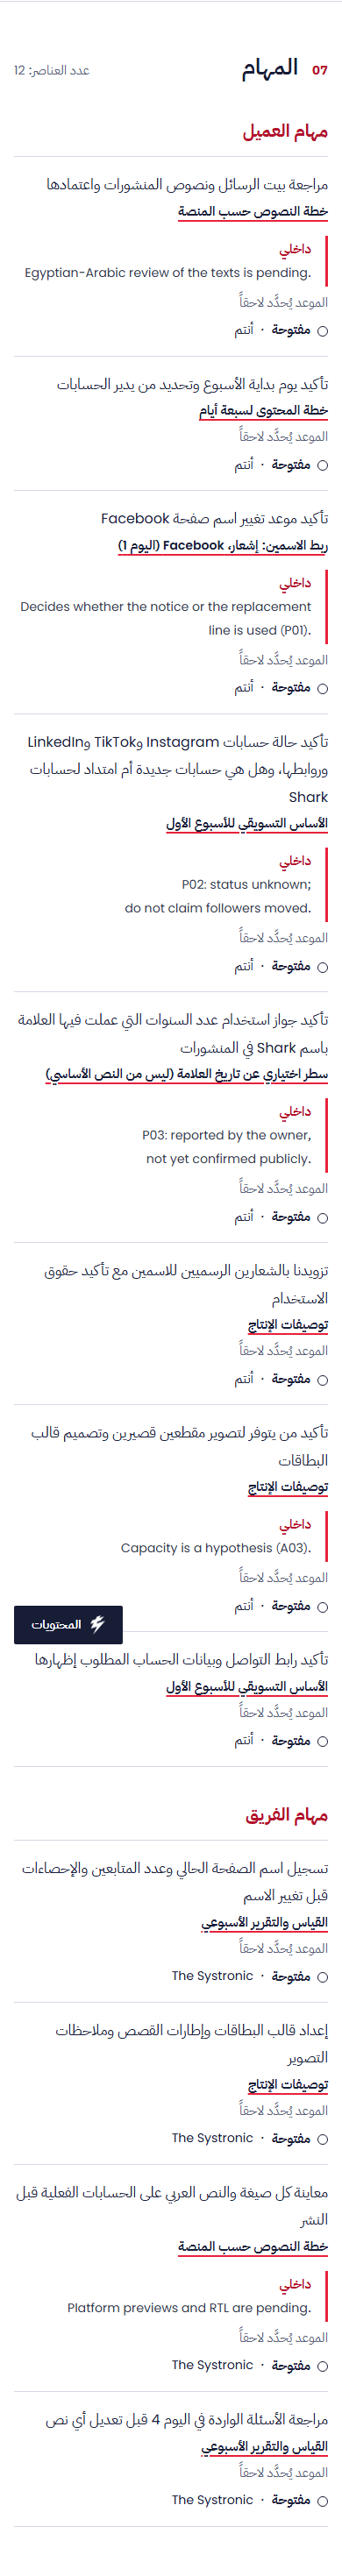 07 المهام
عدد العناصر: 12
مهام العميل
مراجعة بيت الرسائل ونصوص المنشورات واعتمادها
خطة النصوص حسب المنصة
داخلي
Egyptian-Arabic review of the texts is pending.
الموعد يُحدَّد لاحقاً
مفتوحة · أنتم
تأكيد يوم بداية الأسبوع وتحديد من يدير الحسابات
خطة المحتوى لسبعة أيام
الموعد يُحدَّد لاحقاً
مفتوحة · أنتم
تأكيد موعد تغيير اسم صفحة Facebook
ربط الاسمين: إشعار، Facebook (اليوم 1)
داخلي
Decides whether the notice or the replacement
line is used (P01).
الموعد يُحدَّد لاحقاً
مفتوحة · أنتم
تأكيد حالة حسابات Instagram وTikTok وLinkedIn
وروابطها، وهل هي حسابات جديدة أم امتداد لحسابات
Shark
الأساس التسويقي للأسبوع الأول
داخلي
P02: status unknown;
do not claim followers moved.
الموعد يُحدَّد لاحقاً
مفتوحة · أنتم
تأكيد جواز استخدام عدد السنوات التي عملت فيها العلامة
باسم Shark في المنشورات
سطر اختياري عن تاريخ العلامة (ليس من النص الأساسي)
داخلي
P03: reported by the owner,
not yet confirmed publicly.
الموعد يُحدَّد لاحقاً
مفتوحة · أنتم
تزويدنا بالشعارين الرسميين للاسمين مع تأكيد حقوق
الاستخدام
توصيفات الإنتاج
الموعد يُحدَّد لاحقاً
مفتوحة · أنتم
تأكيد من يتوفر لتصوير مقطعين قصيرين وتصميم قالب
البطاقات
توصيفات الإنتاج
داخلي
Capacity is a hypothesis (A03).
الموعد يُحدَّد لاحقاً
مفتوحة · أنتم
المحتويات
تأكيد رابط التواصل وبيانات الحساب المطلوب إظهارها
الأساس التسويقي للأسبوع الأول
الموعد يُحدَّد لاحقاً
مفتوحة · أنتم
مهام الفريق
تسجيل اسم الصفحة الحالي وعدد المتابعين والإحصاءات
قبل تغيير الاسم
القياس والتقرير الأسبوعي
الموعد يُحدَّد لاحقاً
مفتوحة · The Systronic
إعداد قالب البطاقات وإطارات القصص وملاحظات
التصوير
توصيفات الإنتاج
الموعد يُحدَّد لاحقاً
مفتوحة · The Systronic
معاينة كل صيغة والنص العربي على الحسابات الفعلية قبل
النشر
خطة النصوص حسب المنصة
داخلي
Platform previews and RTL are pending.
الموعد يُحدَّد لاحقاً
مفتوحة · The Systronic
مراجعة الأسئلة الواردة في اليوم 4 قبل تعديل أي نص
القياس والتقرير الأسبوعي
الموعد يُحدَّد لاحقاً
مفتوحة · The Systronic